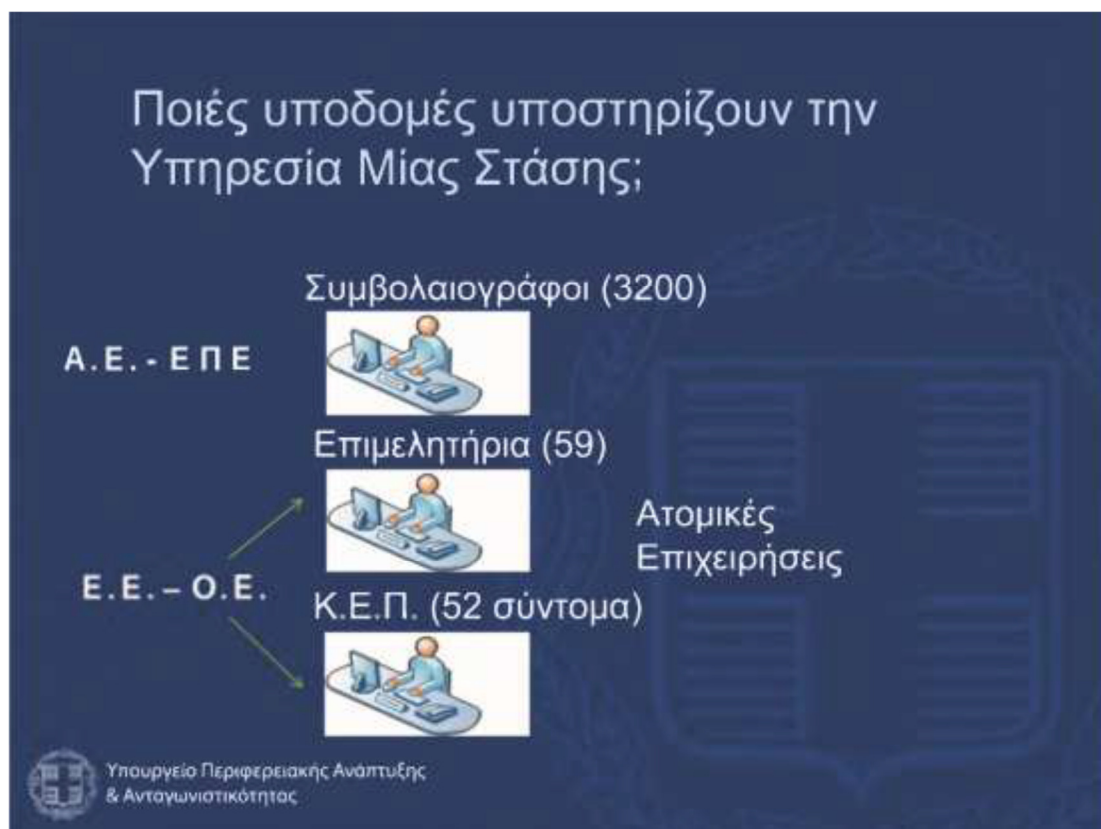 Ποιές υποδομές υποστηρίζουν την
Υπηρεσία Μίας Στάσης;
Συμβολαιογράφοι (3200)
Α.Ε. - Ε Π Ε
Επιμελητήρια (59)
Ατομικές
Επιχειρήσεις
Ε.Ε. – Ο.Ε.
Κ.Ε.Π. (52 σύντομα)
Υπουργείο Περιφερειακής Ανάπτυξης
& Ανταγωνιστικότητας